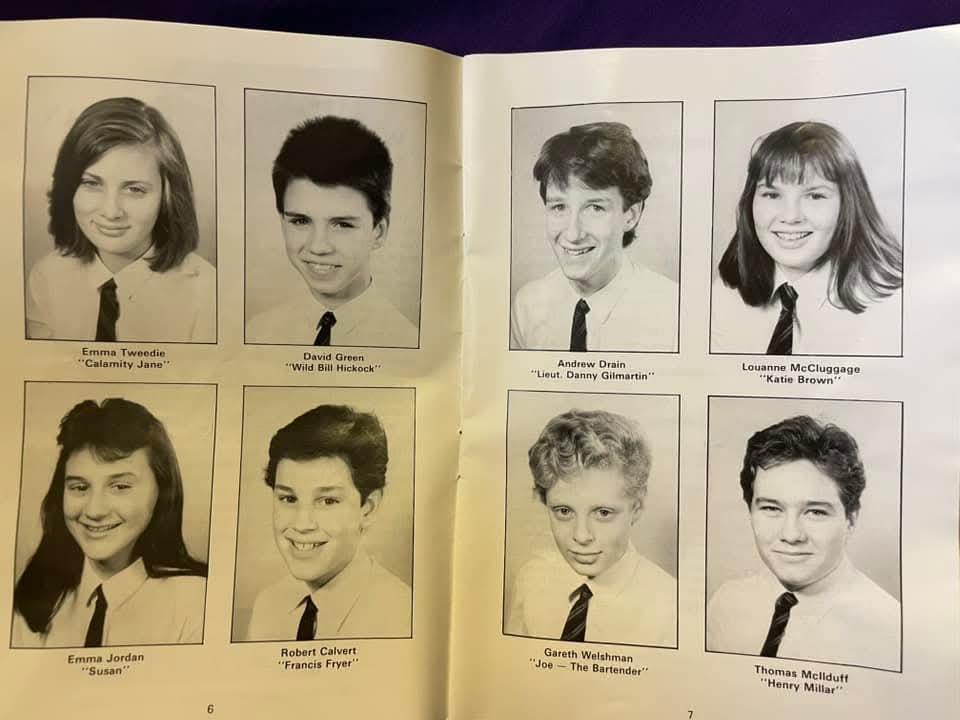 Emma Tweedie
"Calamity Jane"
David Green
"Wild Bill Hickock"
Emma Jordan
"Susan"
Robert Calvert
"Francis Fryer"
6
Andrew Drain
"Lieut. Danny Gilmartin"
Louanne McCluggage
"Katie Brown"
Gareth Welshman
"Joe — The Bartender"
Thomas McIlduff
"Henry Millar"
7